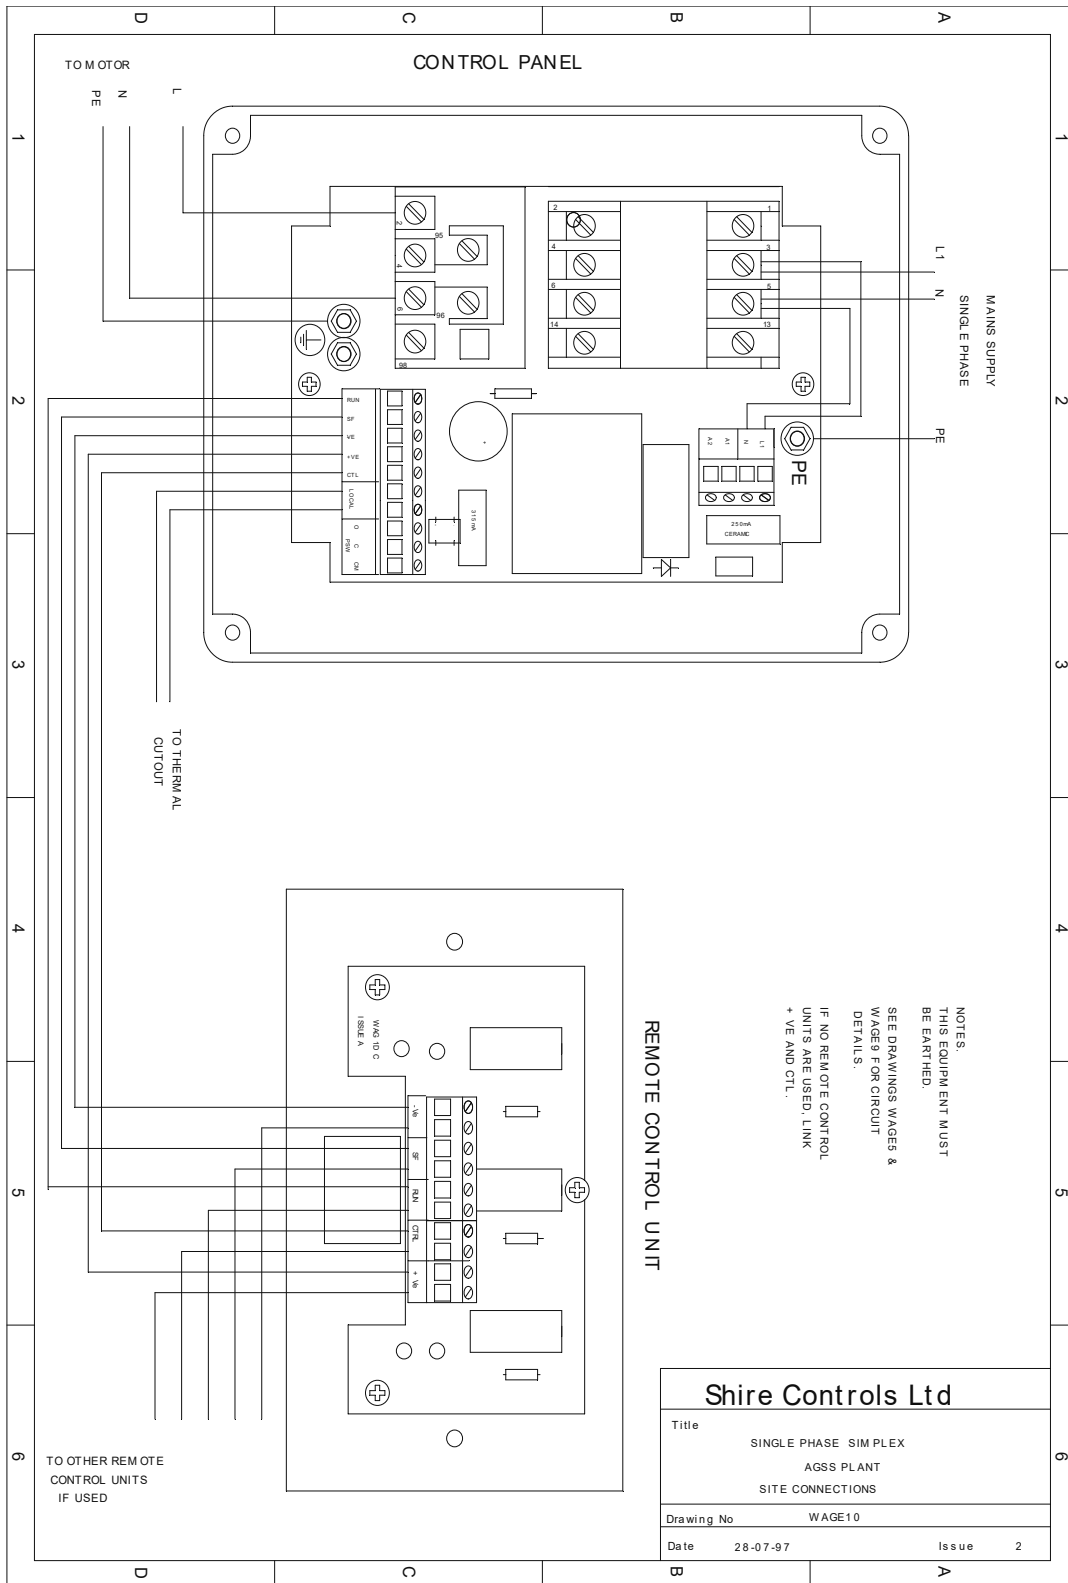 D
C
B
A
CONTROL PANEL
TO MOTOR
PE
N
L
1
1
2
4
6
98
95
96
2
4
6
14
1
3
5
13
L1
N
MAINS SUPPLY
SINGLE PHASE
PE
2
2
RUN
SF
-VE
+VE
CTL
LOCAL
O
C
CM
PSW
315mA
A2
A1
N
L1
PE
250mA
CERAMIC
+
3
3
TO THERMAL
CUTOUT
4
4
NOTES.
THIS EQUIPMENT MUST
BE EARTHED.
SEE DRAWINGS WAGE5 &
WAGE9 FOR CIRCUIT
DETAILS.
IF NO REMOTE CONTROL
UNITS ARE USED, LINK
+ VE AND CTL.
REMOTE CONTROL UNIT
WAG 1D C
ISSUE A
-Ve
SF
RUN
CTRL
+ Ve
5
5
6
6
TO OTHER REMOTE
CONTROL UNITS
IF USED
Shire Controls Ltd
Title
SINGLE PHASE SIMPLEX
AGSS PLANT
SITE CONNECTIONS
Drawing No WAGE10
Date 28-07-97 Issue 2
D
C
B
A